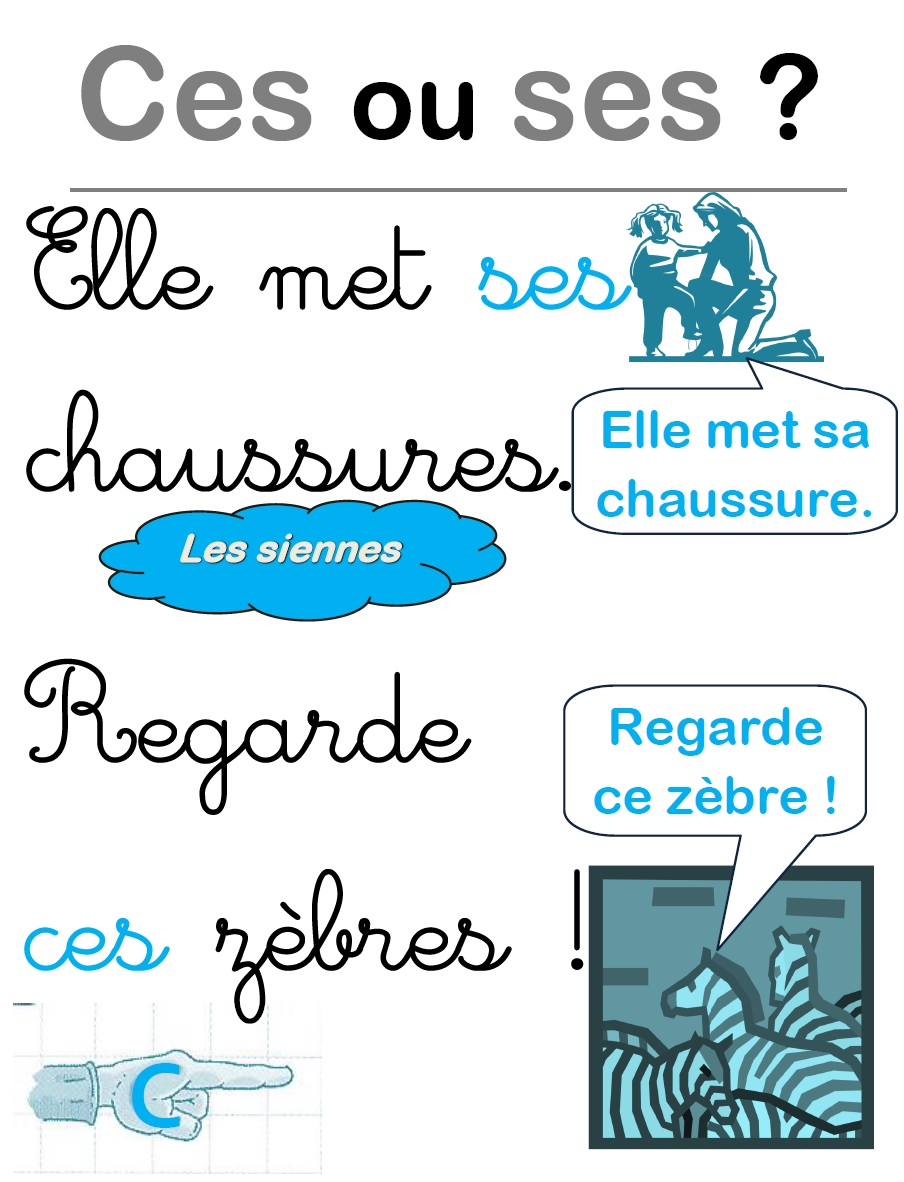 Ces ou ses ?
Elle met ses
chaussures.
Elle met sa
chaussure.
Les siennes
Regarde
Regarde
ce zèbre !
ces zèbres !
C